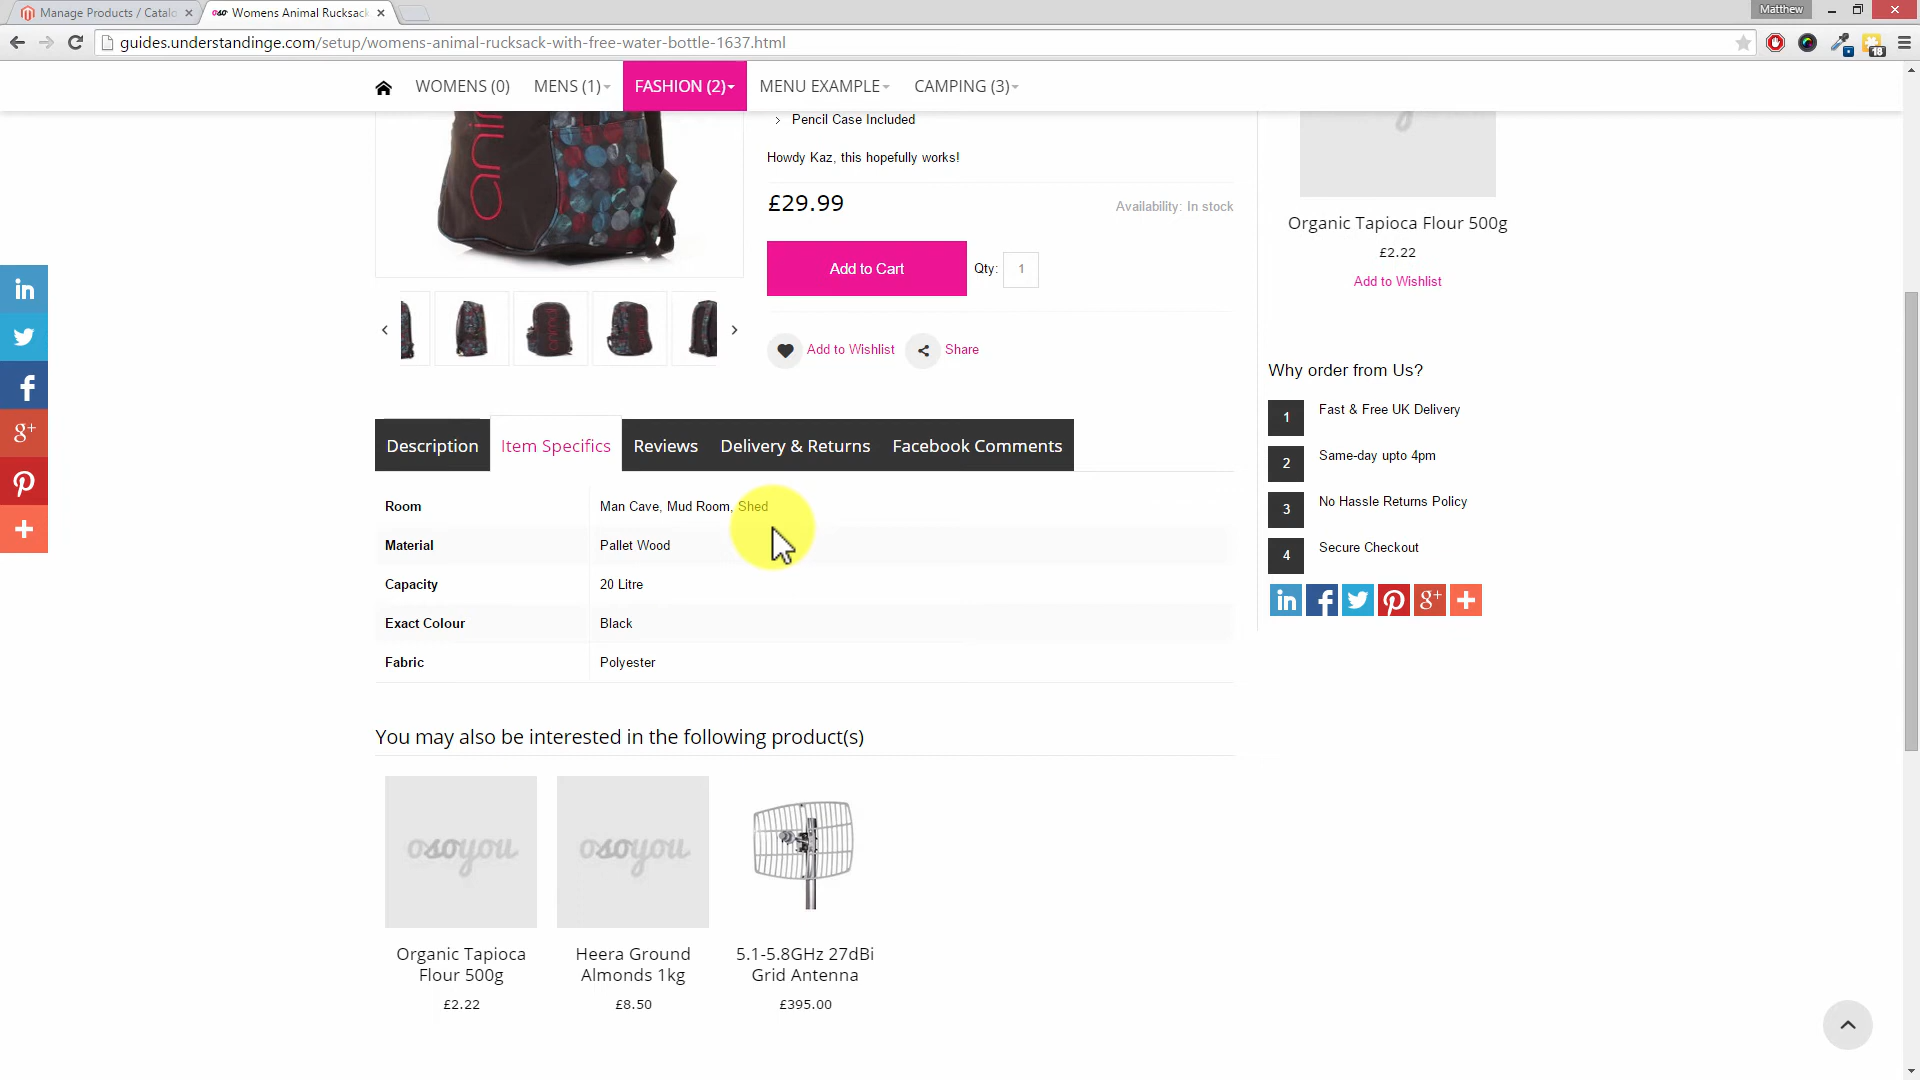 Manage Products / Catalo
Womens Animal Rucksack
Matthew
guides.understandinge.com/setup/womens-animal-rucksack-with-free-water-bottle-1637.html
18
WOMENS (0)
MENS (1)
FASHION (2)
MENU EXAMPLE
CAMPING (3)
Pencil Case Included
Howdy Kaz, this hopefully works!
£29.99
Availability: In stock
Add to Cart
Qty:
1
Add to Wishlist
Share
Organic Tapioca Flour 500g
£2.22
Add to Wishlist
Why order from Us?
1
Fast & Free UK Delivery
2
Same-day upto 4pm
3
No Hassle Returns Policy
4
Secure Checkout
Description
Item Specifics
Reviews
Delivery & Returns
Facebook Comments
Room
Man Cave, Mud Room, Shed
Material
Pallet Wood
Capacity
20 Litre
Exact Colour
Black
Fabric
Polyester
You may also be interested in the following product(s)
osoyou
osoyou
Organic Tapioca
Flour 500g
£2.22
Heera Ground
Almonds 1kg
£8.50
5.1-5.8GHz 27dBi
Grid Antenna
£395.00